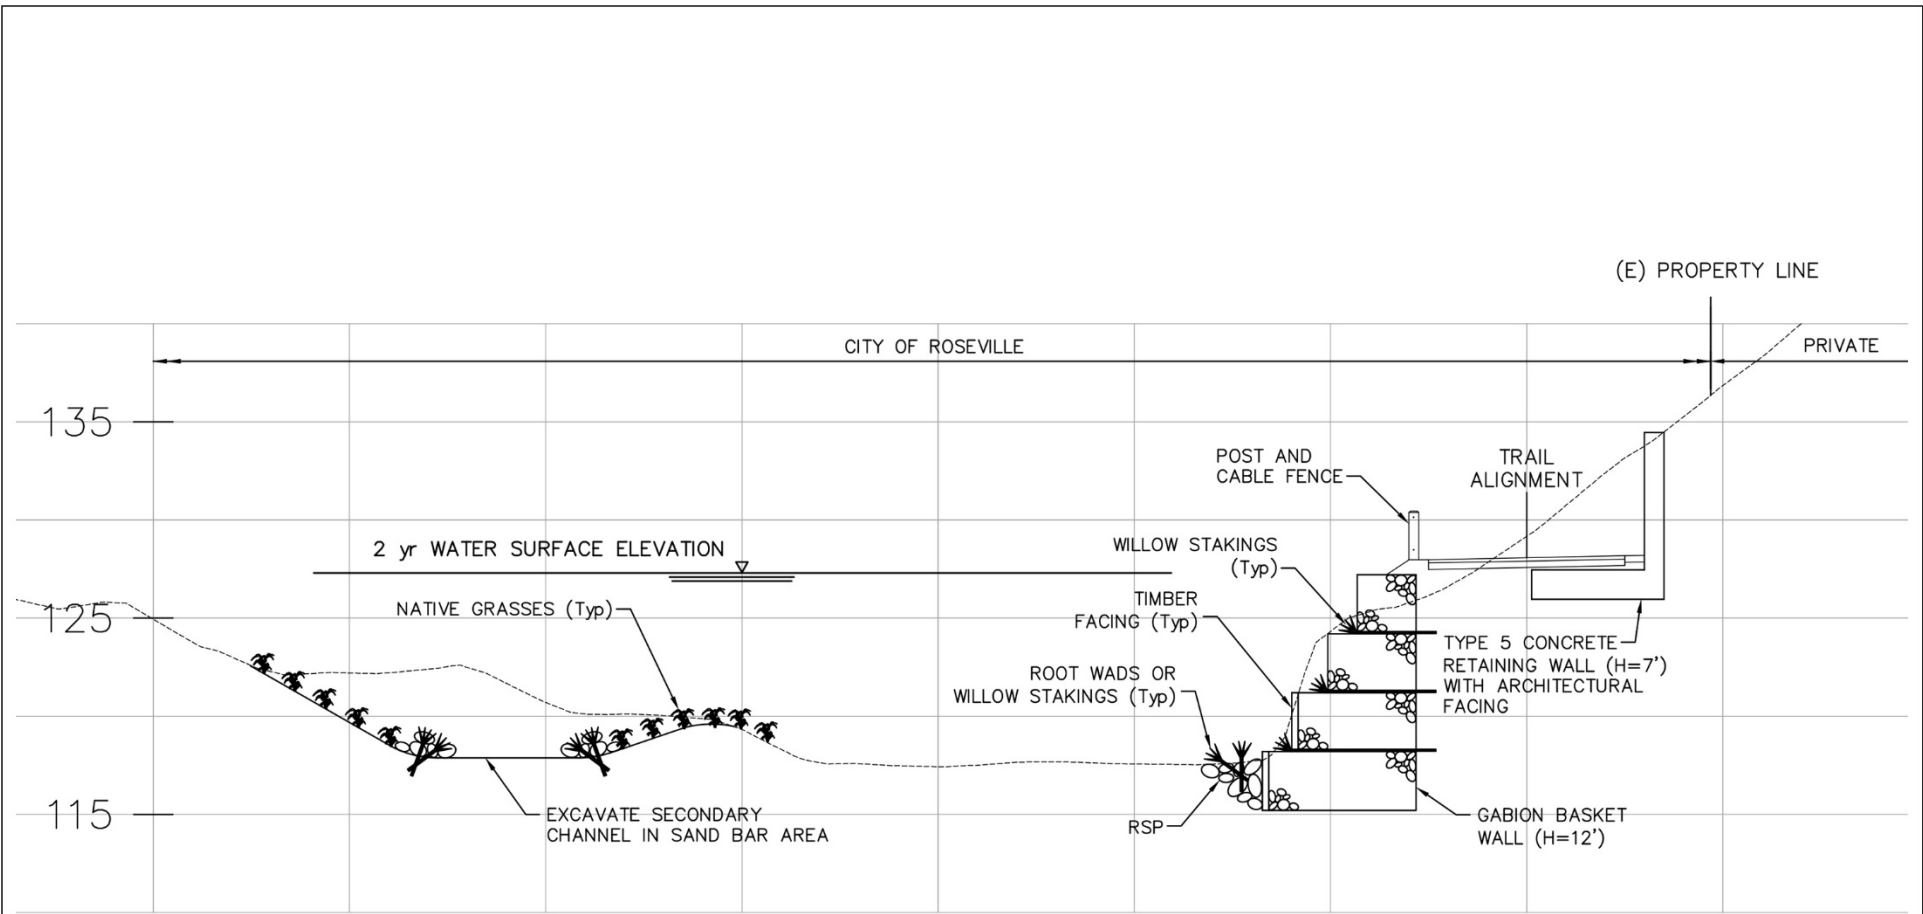 (E) PROPERTY LINE
CITY OF ROSEVILLE
PRIVATE
135
POST AND
CABLE FENCE
TRAIL
ALIGNMENT
2 yr WATER SURFACE ELEVATION
WILLOW STAKINGS
(Typ)
NATIVE GRASSES (Typ)
TIMBER
FACING (Typ)
125
TYPE 5 CONCRETE
RETAINING WALL (H=7')
WITH ARCHITECTURAL
FACING
ROOT WADS OR
WILLOW STAKINGS (Typ)
115
EXCAVATE SECONDARY
CHANNEL IN SAND BAR AREA
RSP
GABION BASKET
WALL (H=12')